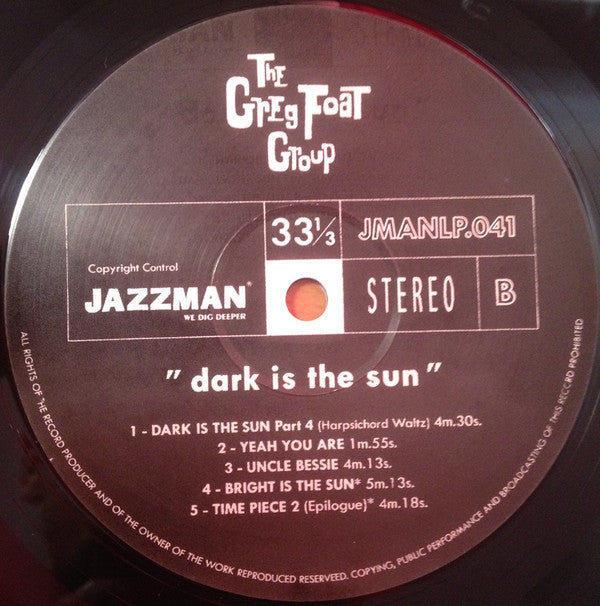 The
Greg Foat
Group
33⅓
JMANLP.041
Copyright Control
JAZZMAN®
WE DIG DEEPER
STEREO
B
" dark is the sun "
1 - DARK IS THE SUN Part 4 (Harpsichord Waltz) 4m.30s.
2 - YEAH YOU ARE 1m.55s.
3 - UNCLE BESSIE 4m.13s.
4 - BRIGHT IS THE SUN* 5m.13s.
5 - TIME PIECE 2 (Epilogue)* 4m.18s.
ALL RIGHTS OF THE RECORD PRODUCER AND OF THE OWNER OF THE WORK REPRODUCED RESERVEED. COPYING, PUBLIC PERFORMANCE AND BROADCASTING OF THIS RECCRD PROHIBITED